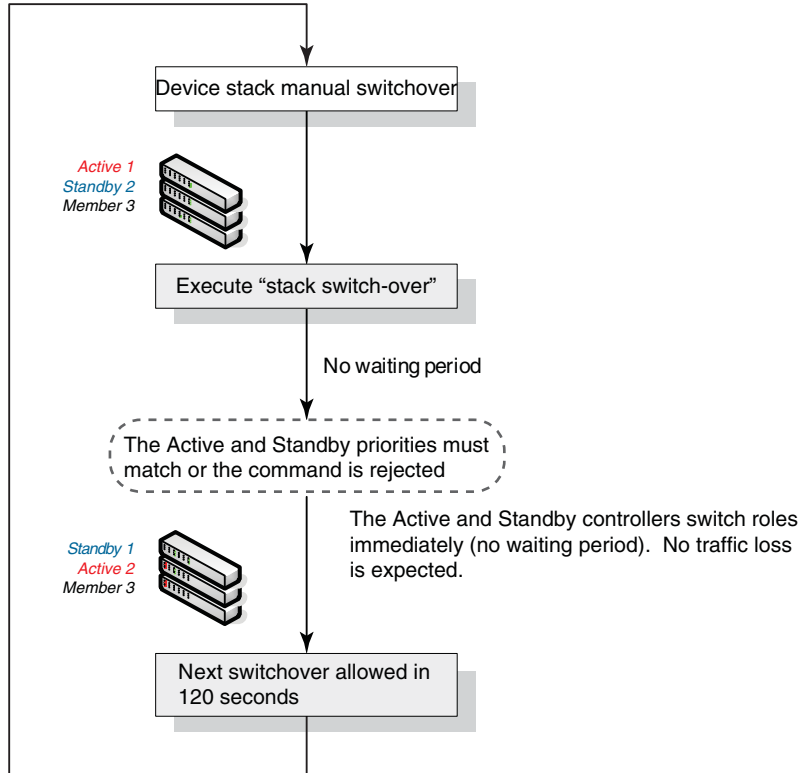 Device stack manual switchover
Active 1
Standby 2
Member 3
Execute “stack switch-over”
No waiting period
The Active and Standby priorities must
match or the command is rejected
The Active and Standby controllers switch roles
immediately (no waiting period).  No traffic loss
is expected.
Standby 1
Active 2
Member 3
Next switchover allowed in
120 seconds